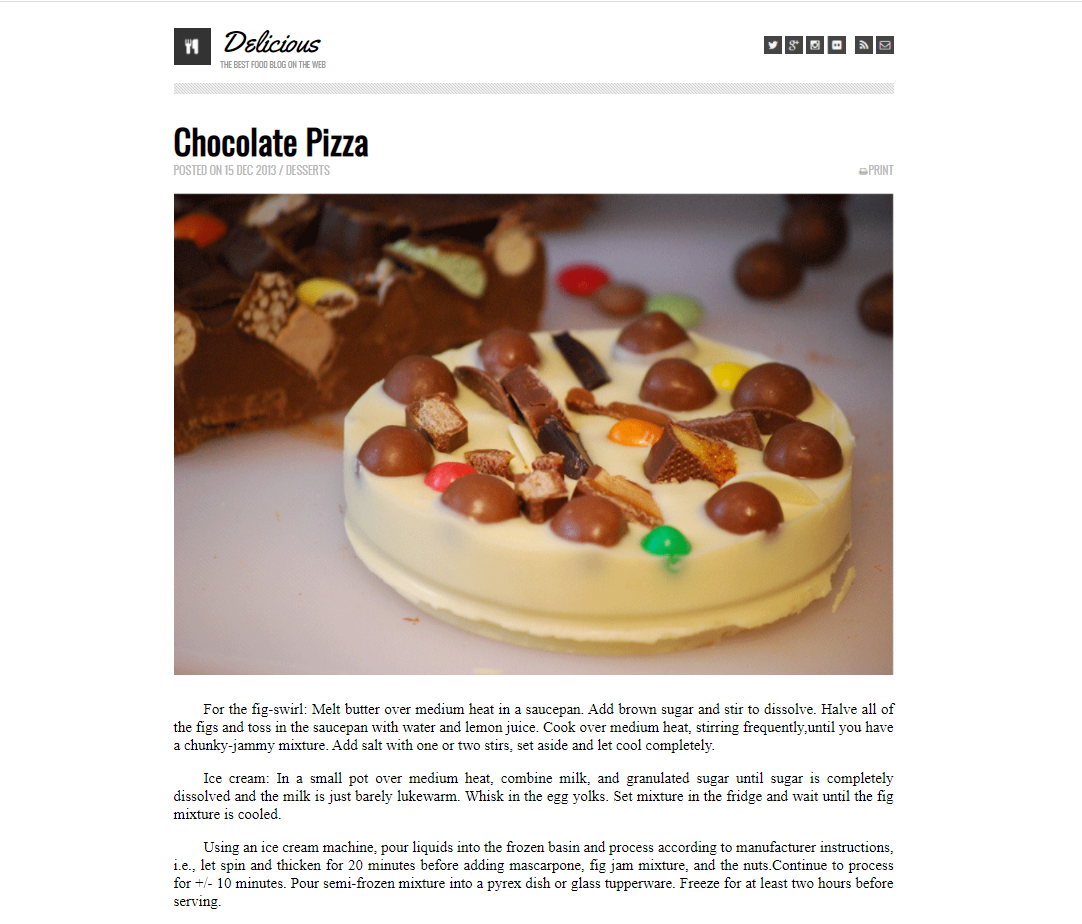 Delicious
THE BEST FOOD BLOG ON THE WEB
Chocolate Pizza
POSTED ON 15 DEC 2013 / DESSERTS
PRINT
For the fig-swirl: Melt butter over medium heat in a saucepan. Add brown sugar and stir to dissolve. Halve all of
the figs and toss in the saucepan with water and lemon juice. Cook over medium heat, stirring frequently,until you have
a chunky-jammy mixture. Add salt with one or two stirs, set aside and let cool completely.
Ice cream: In a small pot over medium heat, combine milk, and granulated sugar until sugar is completely
dissolved and the milk is just barely lukewarm. Whisk in the egg yolks. Set mixture in the fridge and wait until the fig
mixture is cooled.
Using an ice cream machine, pour liquids into the frozen basin and process according to manufacturer instructions,
i.e., let spin and thicken for 20 minutes before adding mascarpone, fig jam mixture, and the nuts.Continue to process
for +/- 10 minutes. Pour semi-frozen mixture into a pyrex dish or glass tupperware. Freeze for at least two hours before
serving.